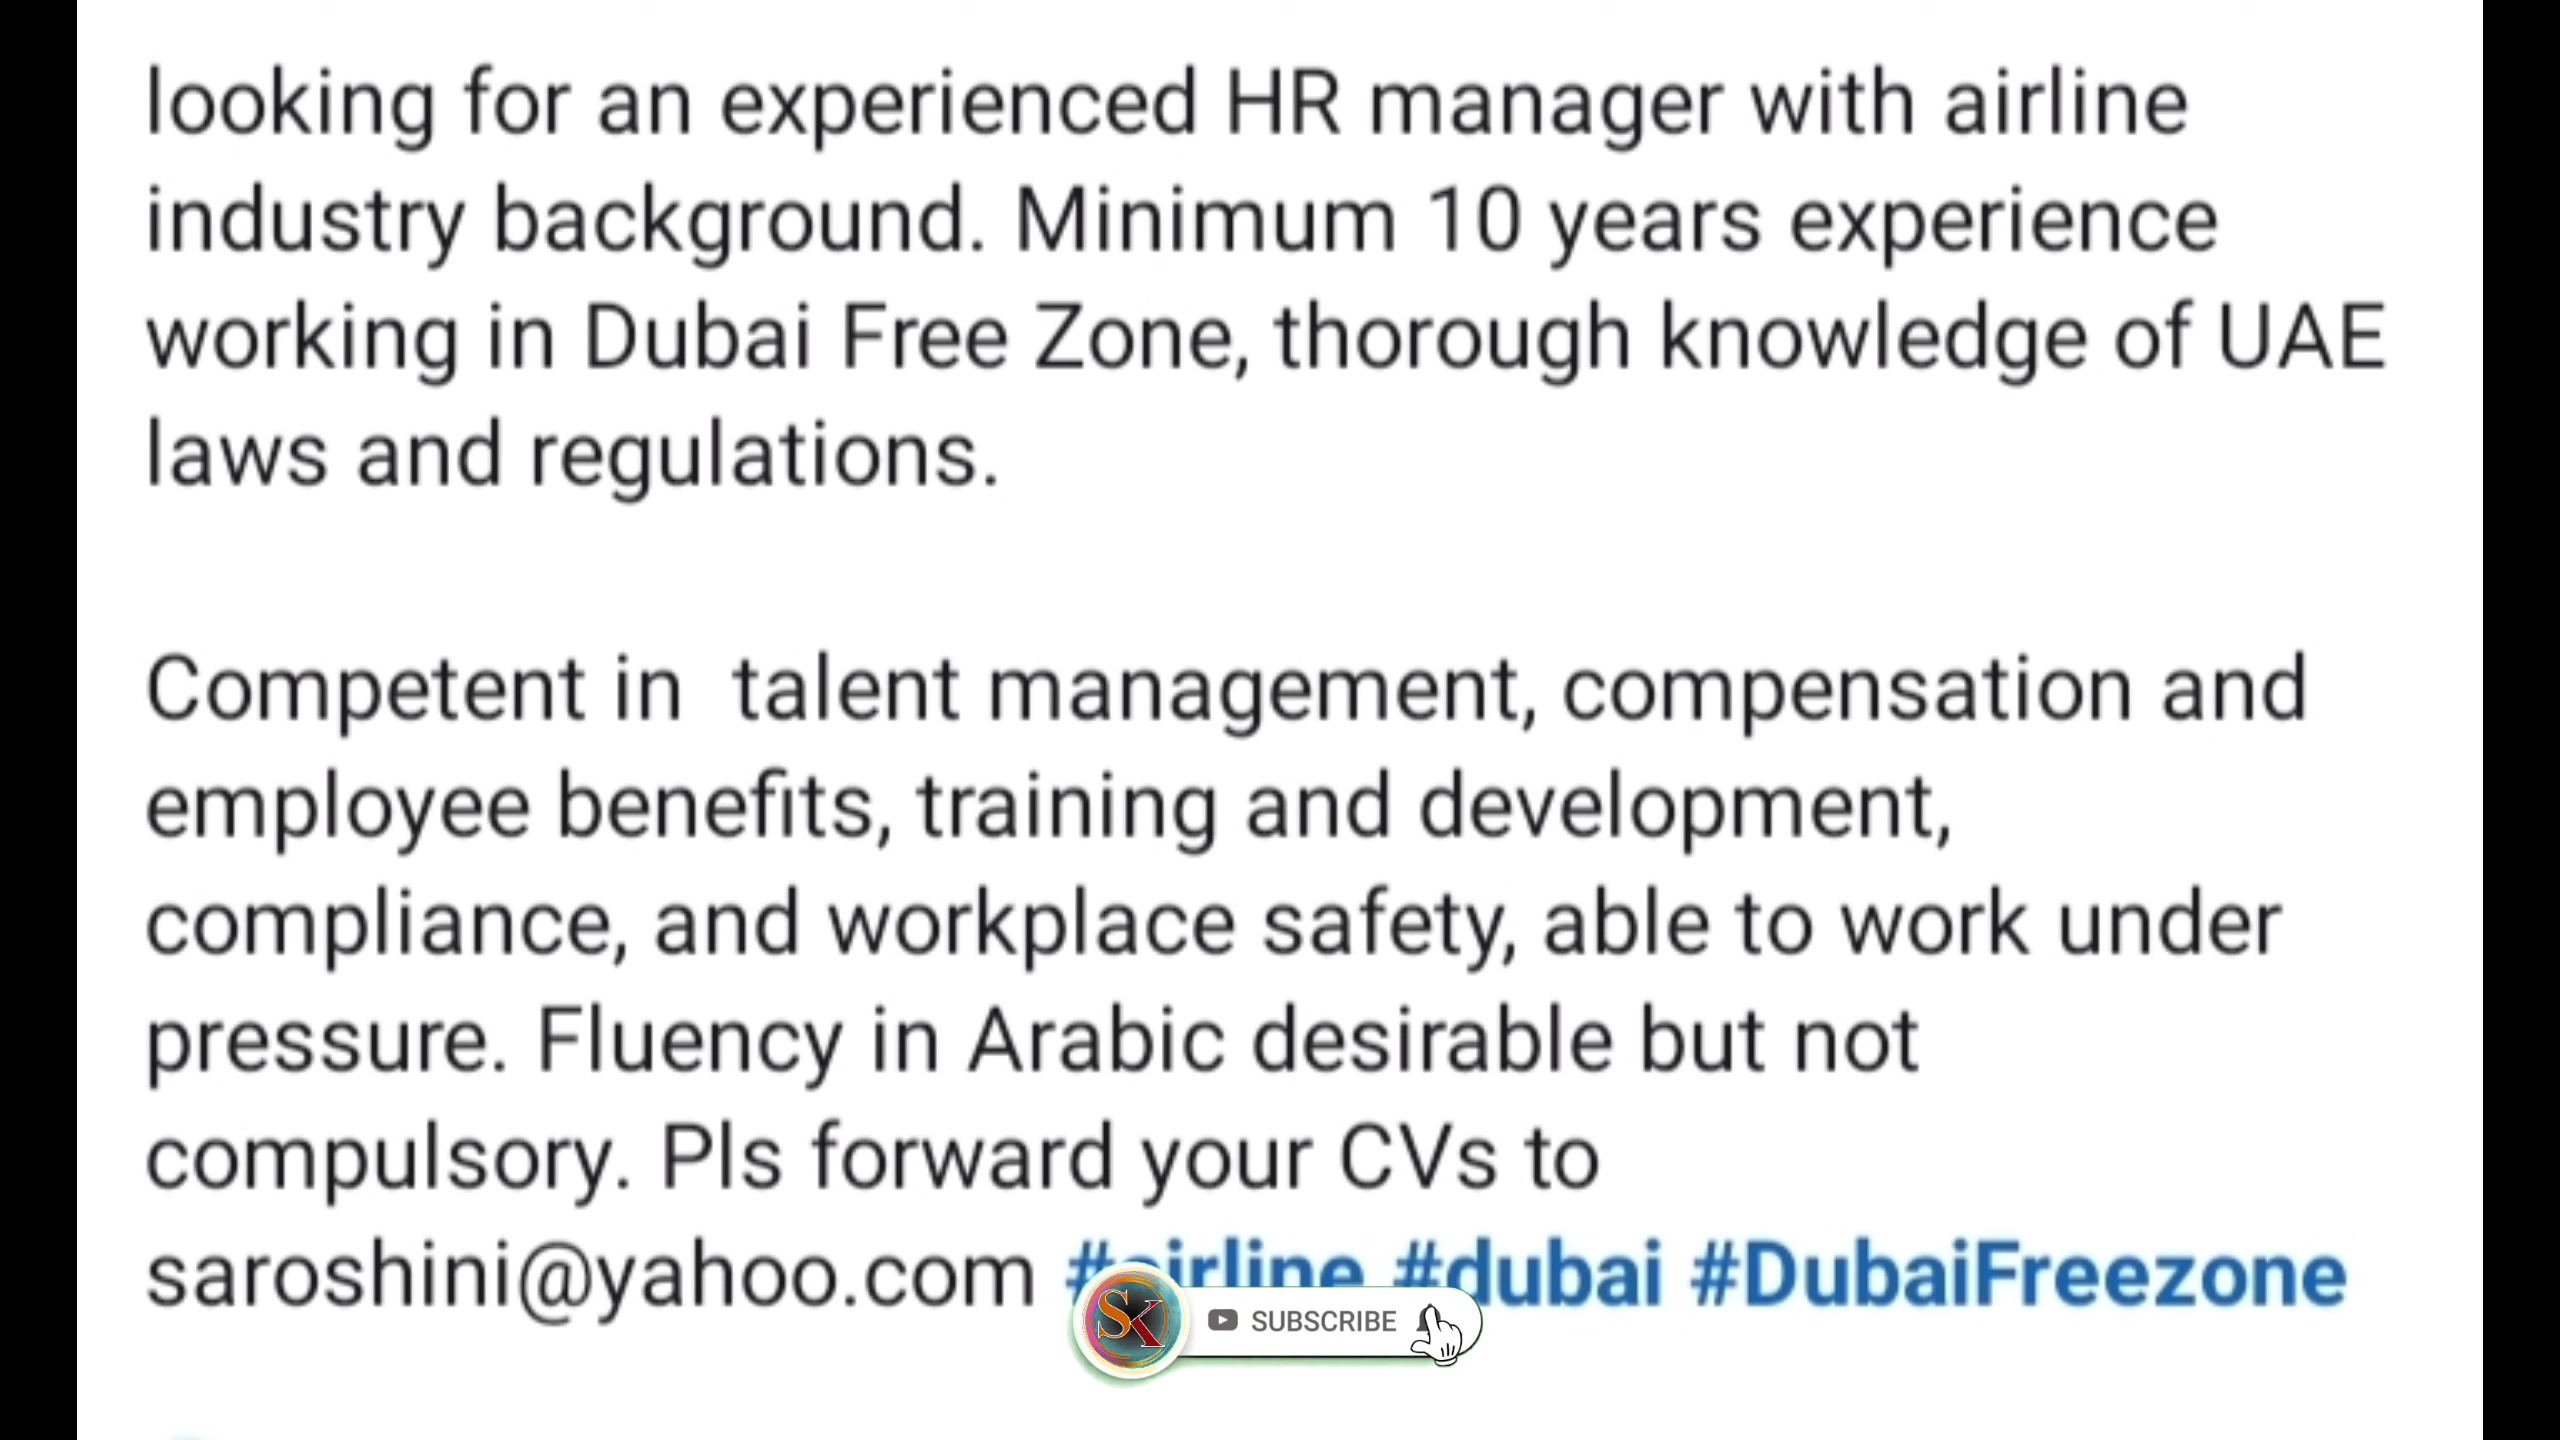 looking for an experienced HR manager with airline
industry background. Minimum 10 years experience
working in Dubai Free Zone, thorough knowledge of UAE
laws and regulations.
Competent in  talent management, compensation and
employee benefits, training and development,
compliance, and workplace safety, able to work under
pressure. Fluency in Arabic desirable but not
compulsory. Pls forward your CVs to
saroshini@yahoo.com #airline #dubai #DubaiFreezone
SK SUBSCRIBE